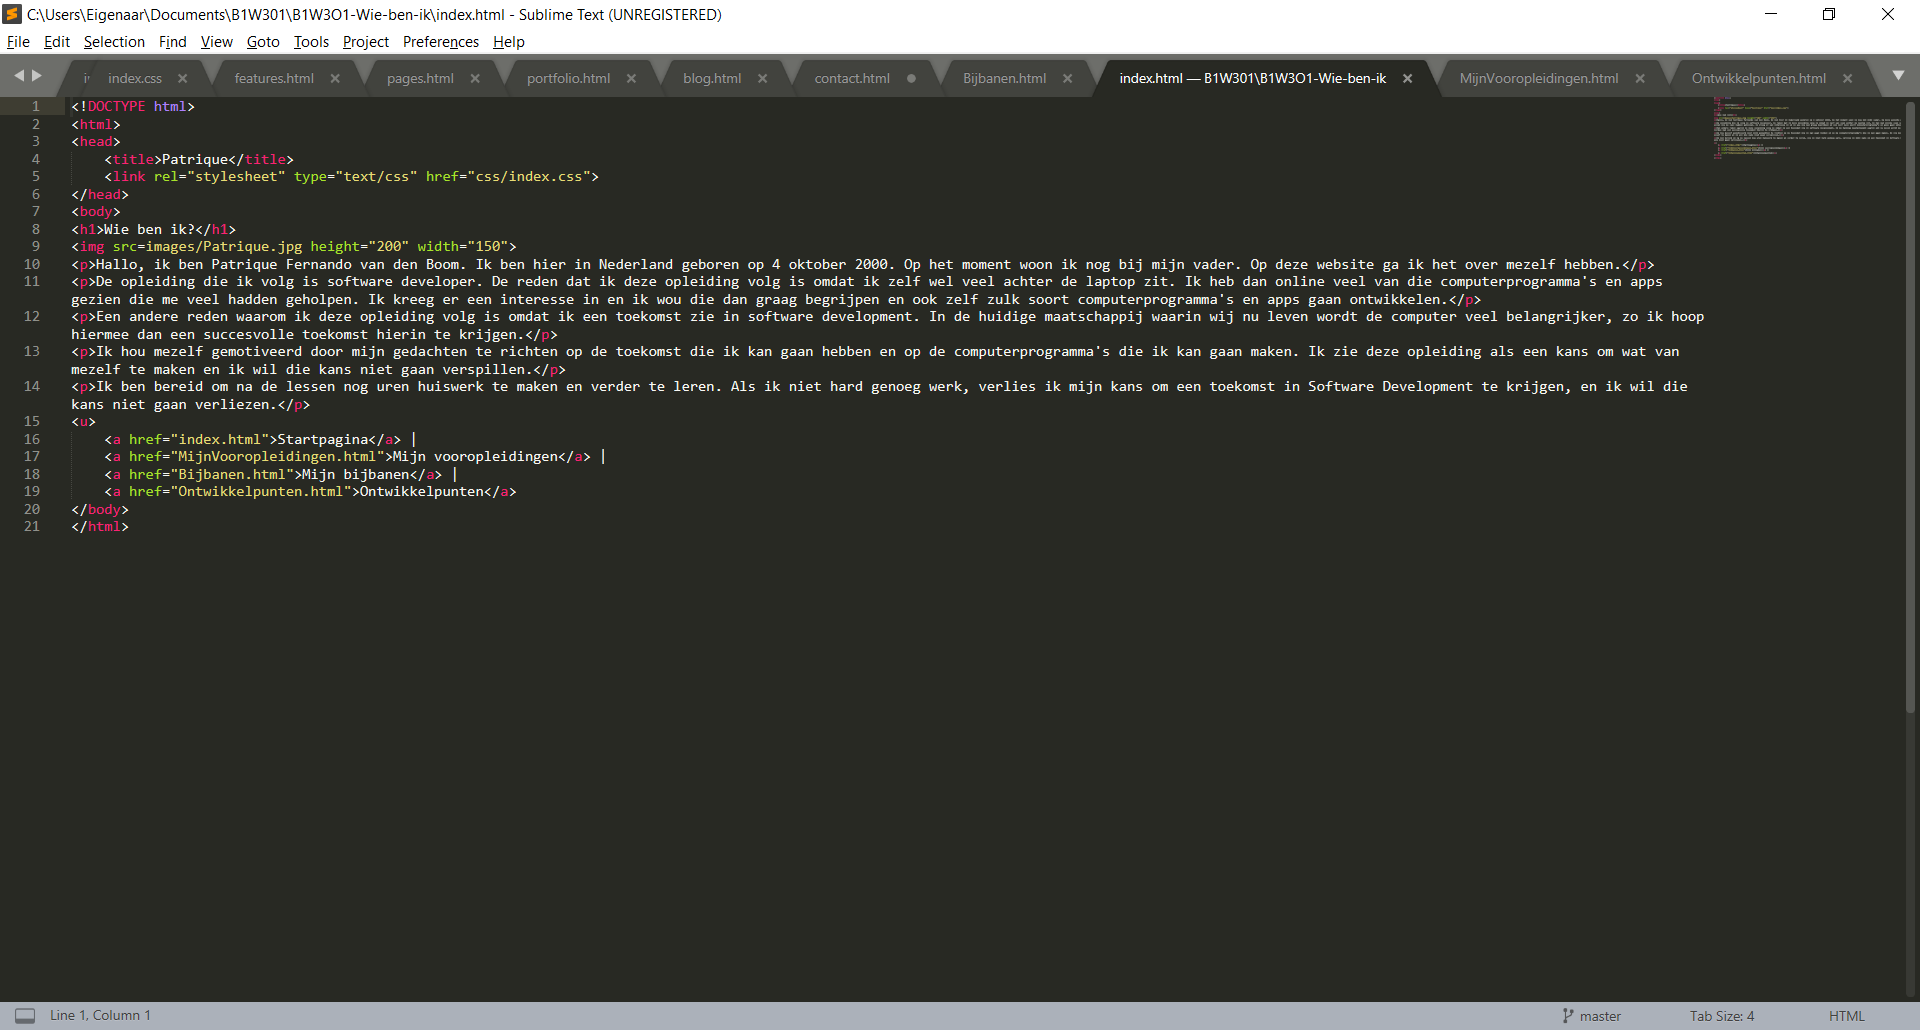 C:\Users\Eigenaar\Documents\B1W301\B1W3O1-Wie-ben-ik\index.html - Sublime Text (UNREGISTERED)
File Edit Selection Find View Goto Tools Project Preferences Help
index.css features.html pages.html portfolio.html blog.html contact.html Bijbanen.html index.html — B1W301\B1W3O1-Wie-ben-ik MijnVooropleidingen.html Ontwikkelpunten.html
1 <!DOCTYPE html>
2 <html>
3 <head>
4 <title>Patrique</title>
5 <link rel="stylesheet" type="text/css" href="css/index.css">
6 </head>
7 <body>
8 <h1>Wie ben ik?</h1>
9 <img src=images/Patrique.jpg height="200" width="150">
10 <p>Hallo, ik ben Patrique Fernando van den Boom. Ik ben hier in Nederland geboren op 4 oktober 2000. Op het moment woon ik nog bij mijn vader. Op deze website ga ik het over mezelf hebben.</p>
11 <p>De opleiding die ik volg is software developer. De reden dat ik deze opleiding volg is omdat ik zelf wel veel achter de laptop zit. Ik heb dan online veel van die computerprogramma's en apps
gezien die me veel hadden geholpen. Ik kreeg er een interesse in en ik wou die dan graag begrijpen en ook zelf zulk soort computerprogramma's en apps gaan ontwikkelen.</p>
12 <p>Een andere reden waarom ik deze opleiding volg is omdat ik een toekomst zie in software development. In de huidige maatschappij waarin wij nu leven wordt de computer veel belangrijker, zo ik hoop
hiermee dan een succesvolle toekomst hierin te krijgen.</p>
13 <p>Ik hou mezelf gemotiveerd door mijn gedachten te richten op de toekomst die ik kan gaan hebben en op de computerprogramma's die ik kan gaan maken. Ik zie deze opleiding als een kans om wat van
mezelf te maken en ik wil die kans niet gaan verspillen.</p>
14 <p>Ik ben bereid om na de lessen nog uren huiswerk te maken en verder te leren. Als ik niet hard genoeg werk, verlies ik mijn kans om een toekomst in Software Development te krijgen, en ik wil die
kans niet gaan verliezen.</p>
15 <u>
16 <a href="index.html">Startpagina</a> |
17 <a href="MijnVooropleidingen.html">Mijn vooropleidingen</a> |
18 <a href="Bijbanen.html">Mijn bijbanen</a> |
19 <a href="Ontwikkelpunten.html">Ontwikkelpunten</a>
20 </body>
21 </html>
Line 1, Column 1 master Tab Size: 4 HTML